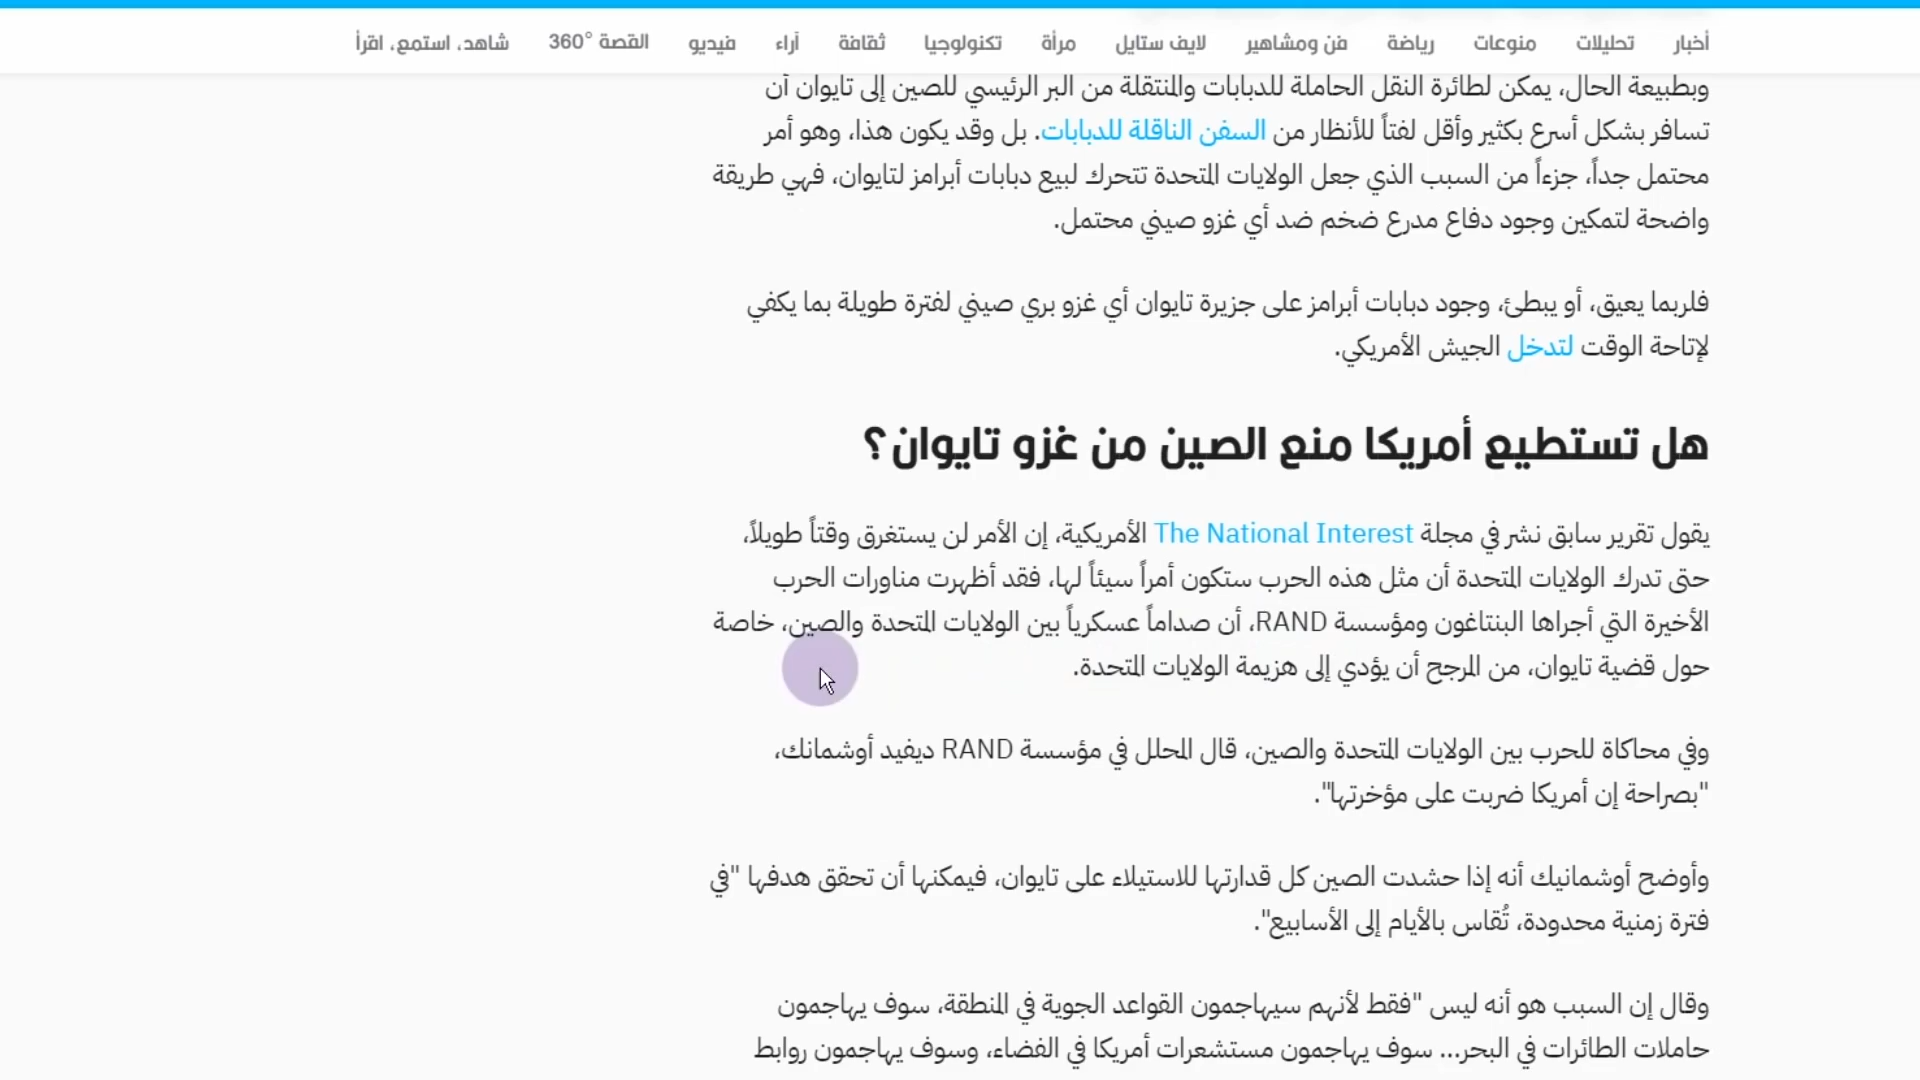 أخبار تحليلات منوعات رياضة فن ومشاهير لايف ستايل مرأة تكنولوجيا ثقافة آراء فيديو القصة °360 شاهد، استمع، اقرأ
وبطبيعة الحال، يمكن لطائرة النقل الحاملة للدبابات والمنتقلة من البر الرئيسي للصين إلى تايوان أن
تسافر بشكل أسرع بكثير وأقل لفتاً للأنظار من السفن الناقلة للدبابات. بل وقد يكون هذا، وهو أمر
محتمل جداً، جزءاً من السبب الذي جعل الولايات المتحدة تتحرك لبيع دبابات أبرامز لتايوان، فهي طريقة
واضحة لتمكين وجود دفاع مدرع ضخم ضد أي غزو صيني محتمل.
فلربما يعيق، أو يبطئ، وجود دبابات أبرامز على جزيرة تايوان أي غزو بري صيني لفترة طويلة بما يكفي
لإتاحة الوقت لتدخل الجيش الأمريكي.
هل تستطيع أمريكا منع الصين من غزو تايوان؟
يقول تقرير سابق نشر في مجلة The National Interest الأمريكية، إن الأمر لن يستغرق وقتاً طويلاً،
حتى تدرك الولايات المتحدة أن مثل هذه الحرب ستكون أمراً سيئاً لها، فقد أظهرت مناورات الحرب
الأخيرة التي أجراها البنتاغون ومؤسسة RAND، أن صداماً عسكرياً بين الولايات المتحدة والصين، خاصة
حول قضية تايوان، من المرجح أن يؤدي إلى هزيمة الولايات المتحدة.
وفي محاكاة للحرب بين الولايات المتحدة والصين، قال المحلل في مؤسسة RAND ديفيد أوشمانك،
"بصراحة إن أمريكا ضربت على مؤخرتها".
وأوضح أوشمانيك أنه إذا حشدت الصين كل قدارتها للاستيلاء على تايوان، فيمكنها أن تحقق هدفها "في
فترة زمنية محدودة، تُقاس بالأيام إلى الأسابيع".
وقال إن السبب هو أنه ليس "فقط لأنهم سيهاجمون القواعد الجوية في المنطقة، سوف يهاجمون
حاملات الطائرات في البحر... سوف يهاجمون مستشعرات أمريكا في الفضاء، وسوف يهاجمون روابط